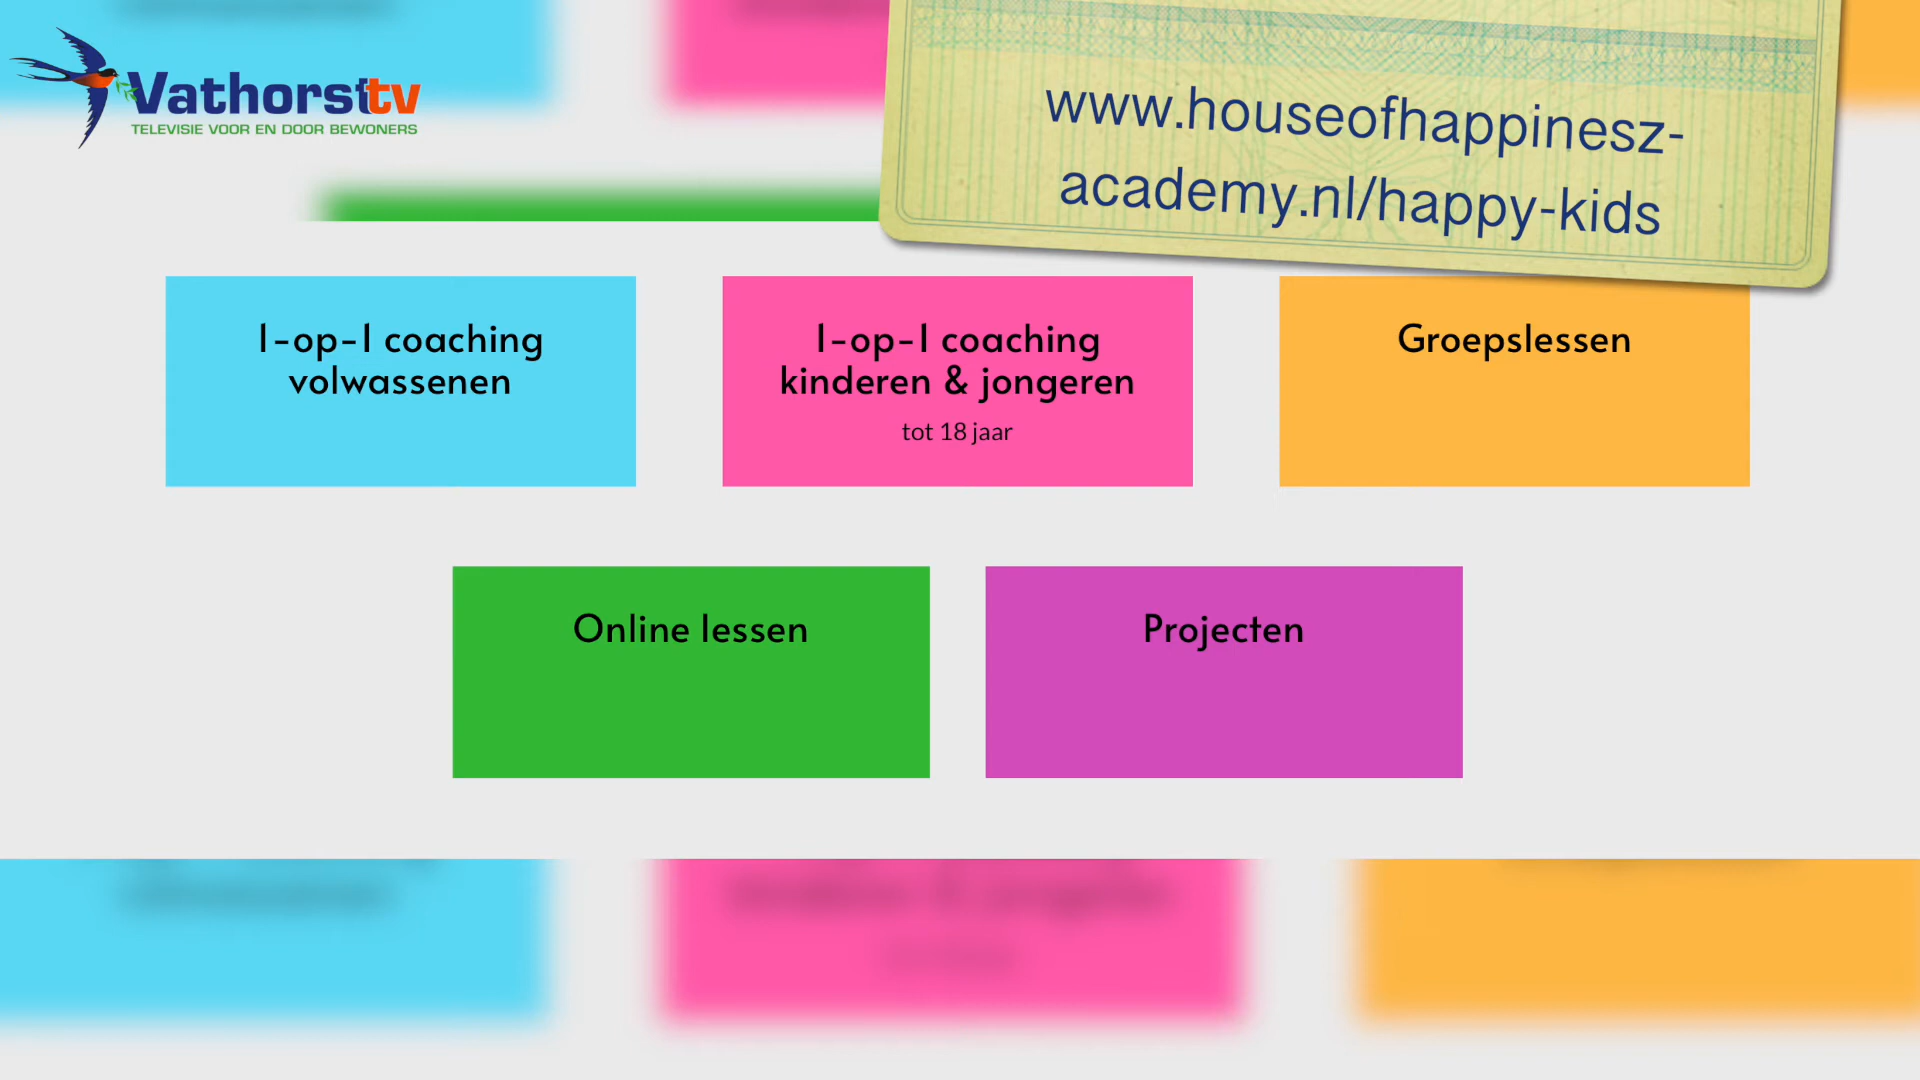 Vathorsttv
TELEVISIE VOOR EN DOOR BEWONERS
www.houseofhappinesz-
academy.nl/happy-kids
1-op-1 coaching
volwassenen
1-op-1 coaching
kinderen & jongeren
tot 18 jaar
Groepslessen
Online lessen
Projecten